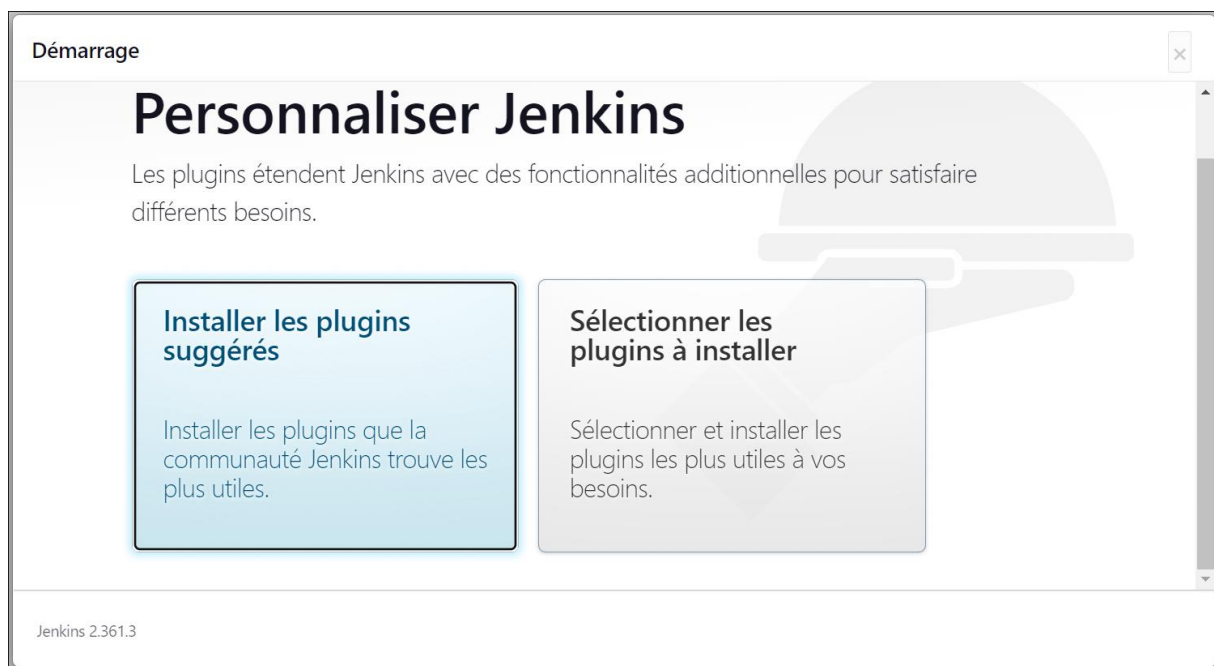 Démarrage
×
Personnaliser Jenkins
Les plugins étendent Jenkins avec des fonctionnalités additionnelles pour satisfaire
différents besoins.
Installer les plugins
suggérés
Installer les plugins que la
communauté Jenkins trouve les
plus utiles.
Sélectionner les
plugins à installer
Sélectionner et installer les
plugins les plus utiles à vos
besoins.
Jenkins 2.361.3